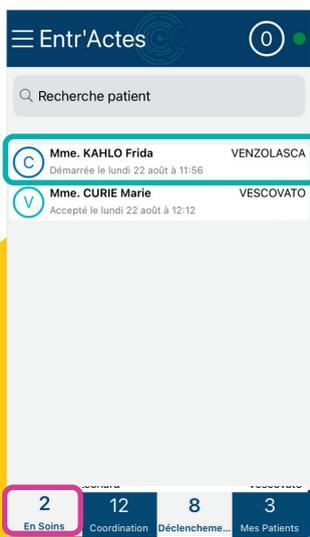 Entr'Actes 0
Recherche patient
C Mme. KAHLO Frida VENZOLASCA
Démarrée le lundi 22 août à 11:56
V Mme. CURIE Marie VESCOVATO
Accepté le lundi 22 août à 12:12
2 12 8 3
En Soins Coordination Déclencheme... Mes Patients